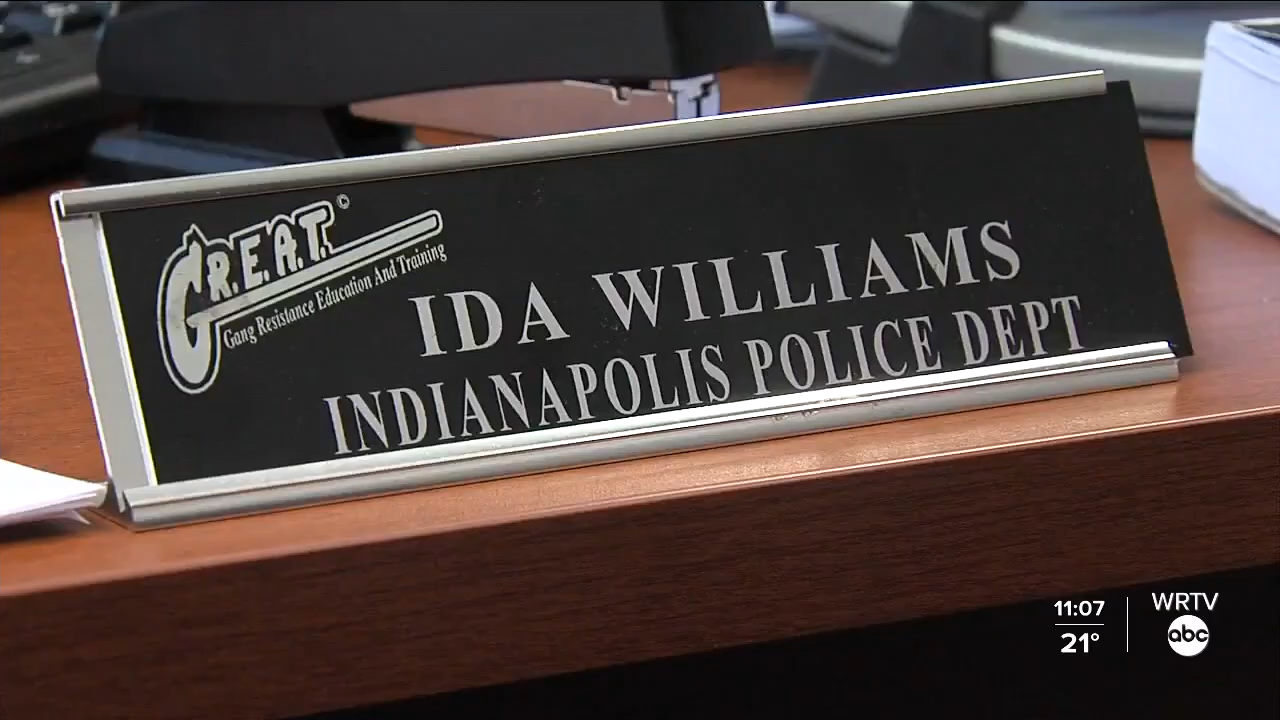 G.R.E.A.T. ©
Gang Resistance Education And Training
IDA WILLIAMS
INDIANAPOLIS POLICE DEPT
11:07
21°
WRTV
abc